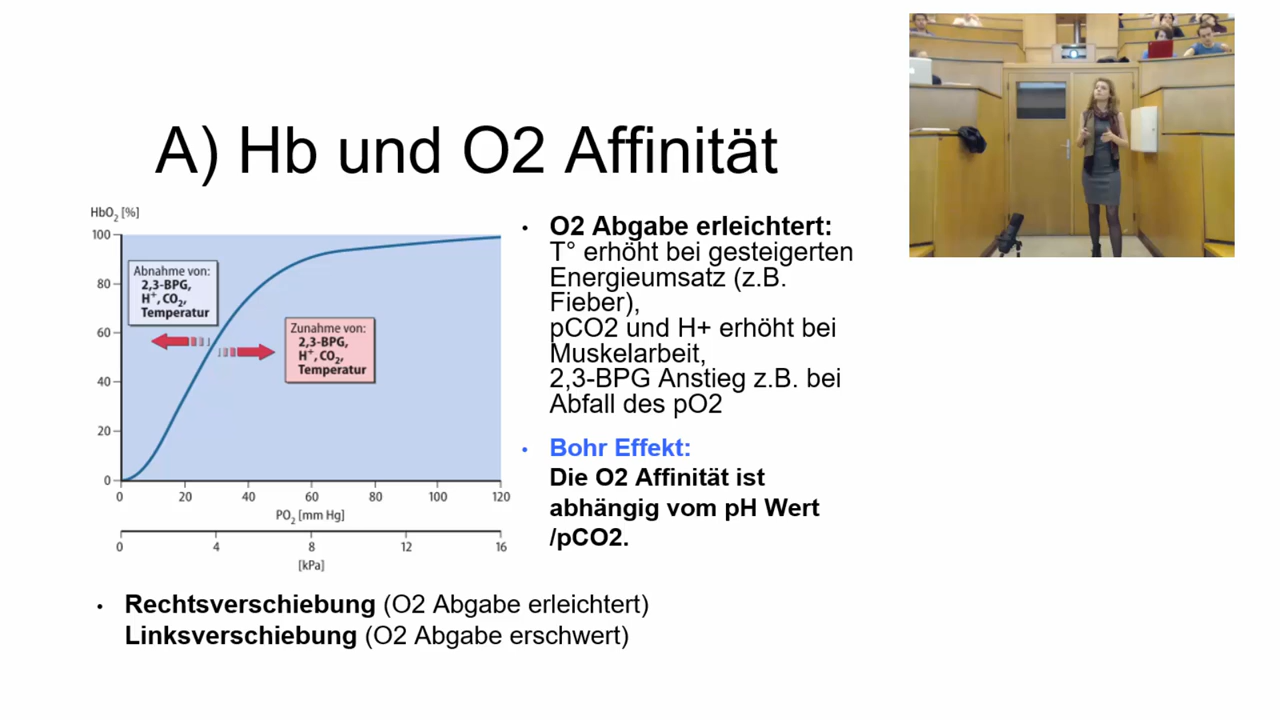 A) Hb und O2 Affinität
HbO2 [%]
100
80
60
40
20
0
Abnahme von:
2,3-BPG,
H+, CO2,
Temperatur
Zunahme von:
2,3-BPG,
H+, CO2,
Temperatur
0 20 40 60 80 100 120
PO2 [mm Hg]
0 4 8 12 16
[kPa]
• O2 Abgabe erleichtert:
T° erhöht bei gesteigerten
Energieumsatz (z.B.
Fieber),
pCO2 und H+ erhöht bei
Muskelarbeit,
2,3-BPG Anstieg z.B. bei
Abfall des pO2
• Bohr Effekt:
Die O2 Affinität ist
abhängig vom pH Wert
/pCO2.
• Rechtsverschiebung (O2 Abgabe erleichtert)
Linksverschiebung (O2 Abgabe erschwert)